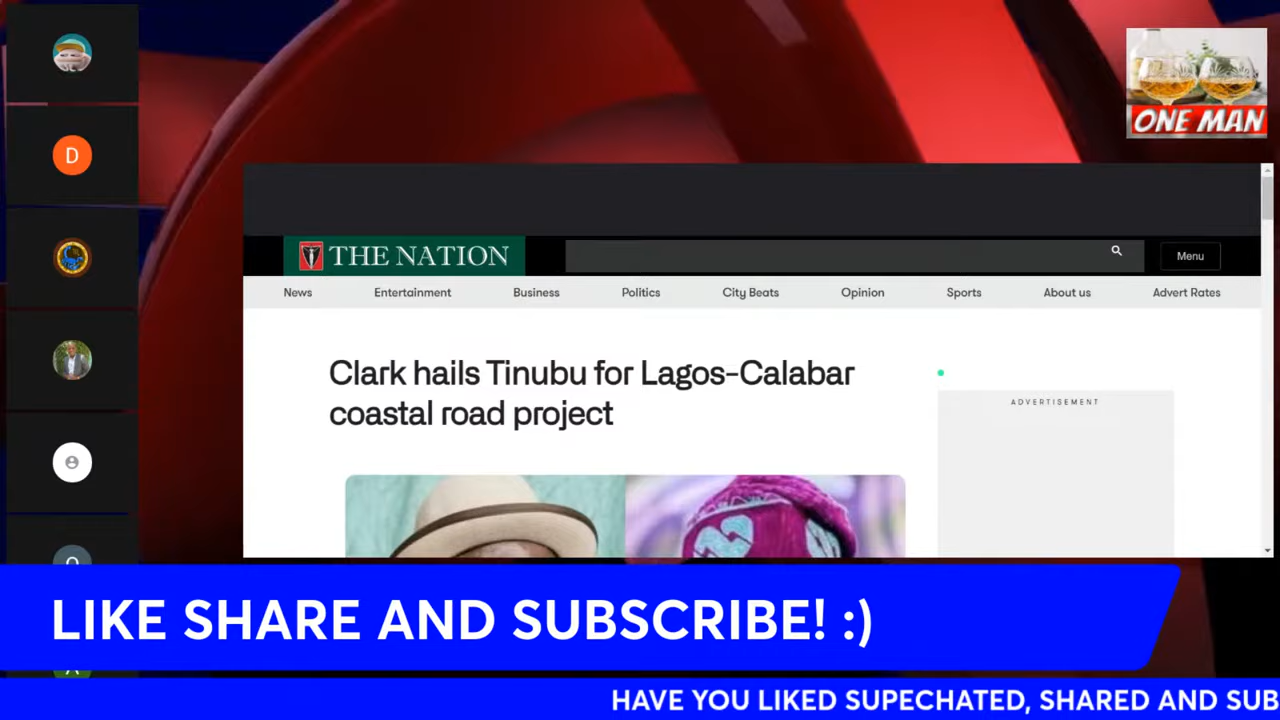 D
ONE MAN
THE NATION
Menu
News Entertainment Business Politics City Beats Opinion Sports About us Advert Rates
Clark hails Tinubu for Lagos-Calabar
coastal road project
ADVERTISEMENT
LIKE SHARE AND SUBSCRIBE! :)
HAVE YOU LIKED SUPECHATED, SHARED AND SUB